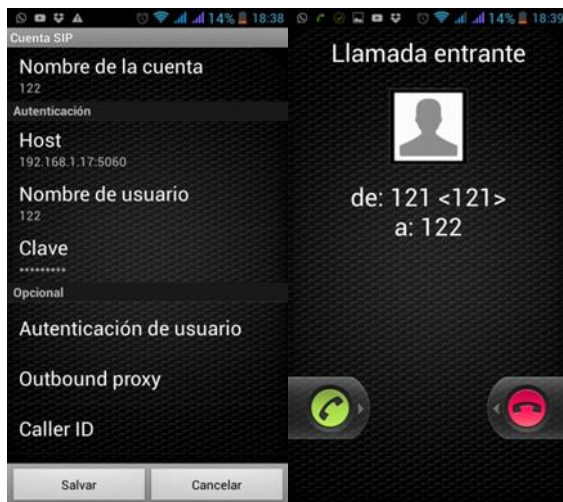 14% 18:38
Cuenta SIP
Nombre de la cuenta
122
Autenticación
Host
192.168.1.17:5060
Nombre de usuario
122
Clave
*********
Opcional
Autenticación de usuario
Outbound proxy
Caller ID
Salvar Cancelar
14% 18:39
Llamada entrante
de: 121 <121>
a: 122